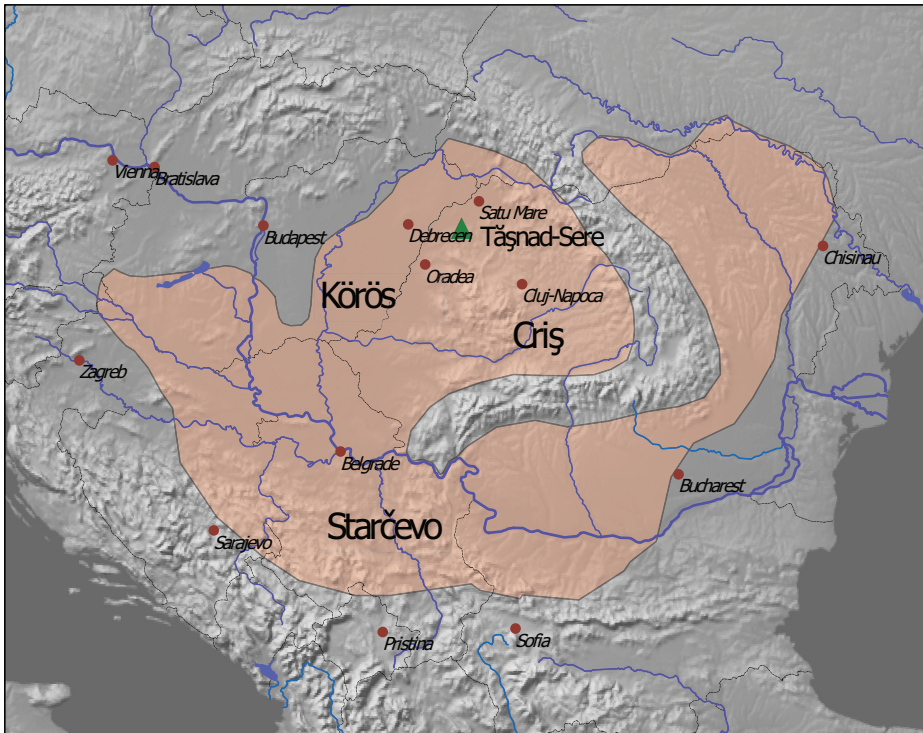 Vienna
Bratislava
Satu Mare
Debrecen
Tăşnad-Sere
Budapest
Chisinau
Oradea
Körös
Cluj-Napoca
Criş
Zagreb
Belgrade
Bucharest
Starčevo
Sarajevo
Pristina
Sofia